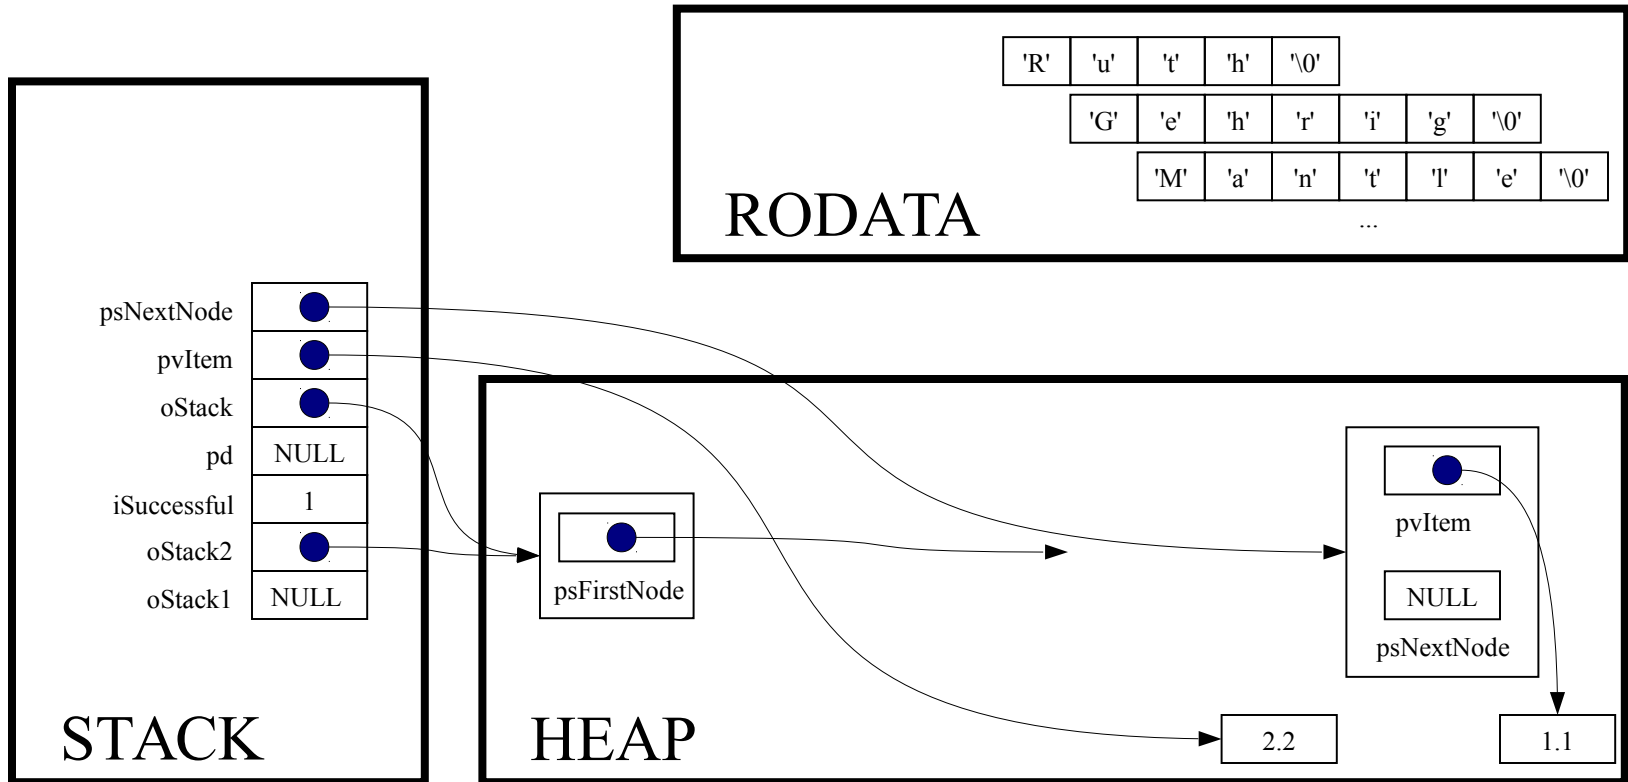 'R' 'u' 't' 'h' '\0'
'G' 'e' 'h' 'r' 'i' 'g' '\0'
'M' 'a' 'n' 't' 'l' 'e' '\0'
...
RODATA
psNextNode
pvItem
oStack
pd NULL
iSuccessful 1
oStack2
oStack1 NULL
STACK
psFirstNode
pvItem
NULL
psNextNode
2.2
1.1
HEAP